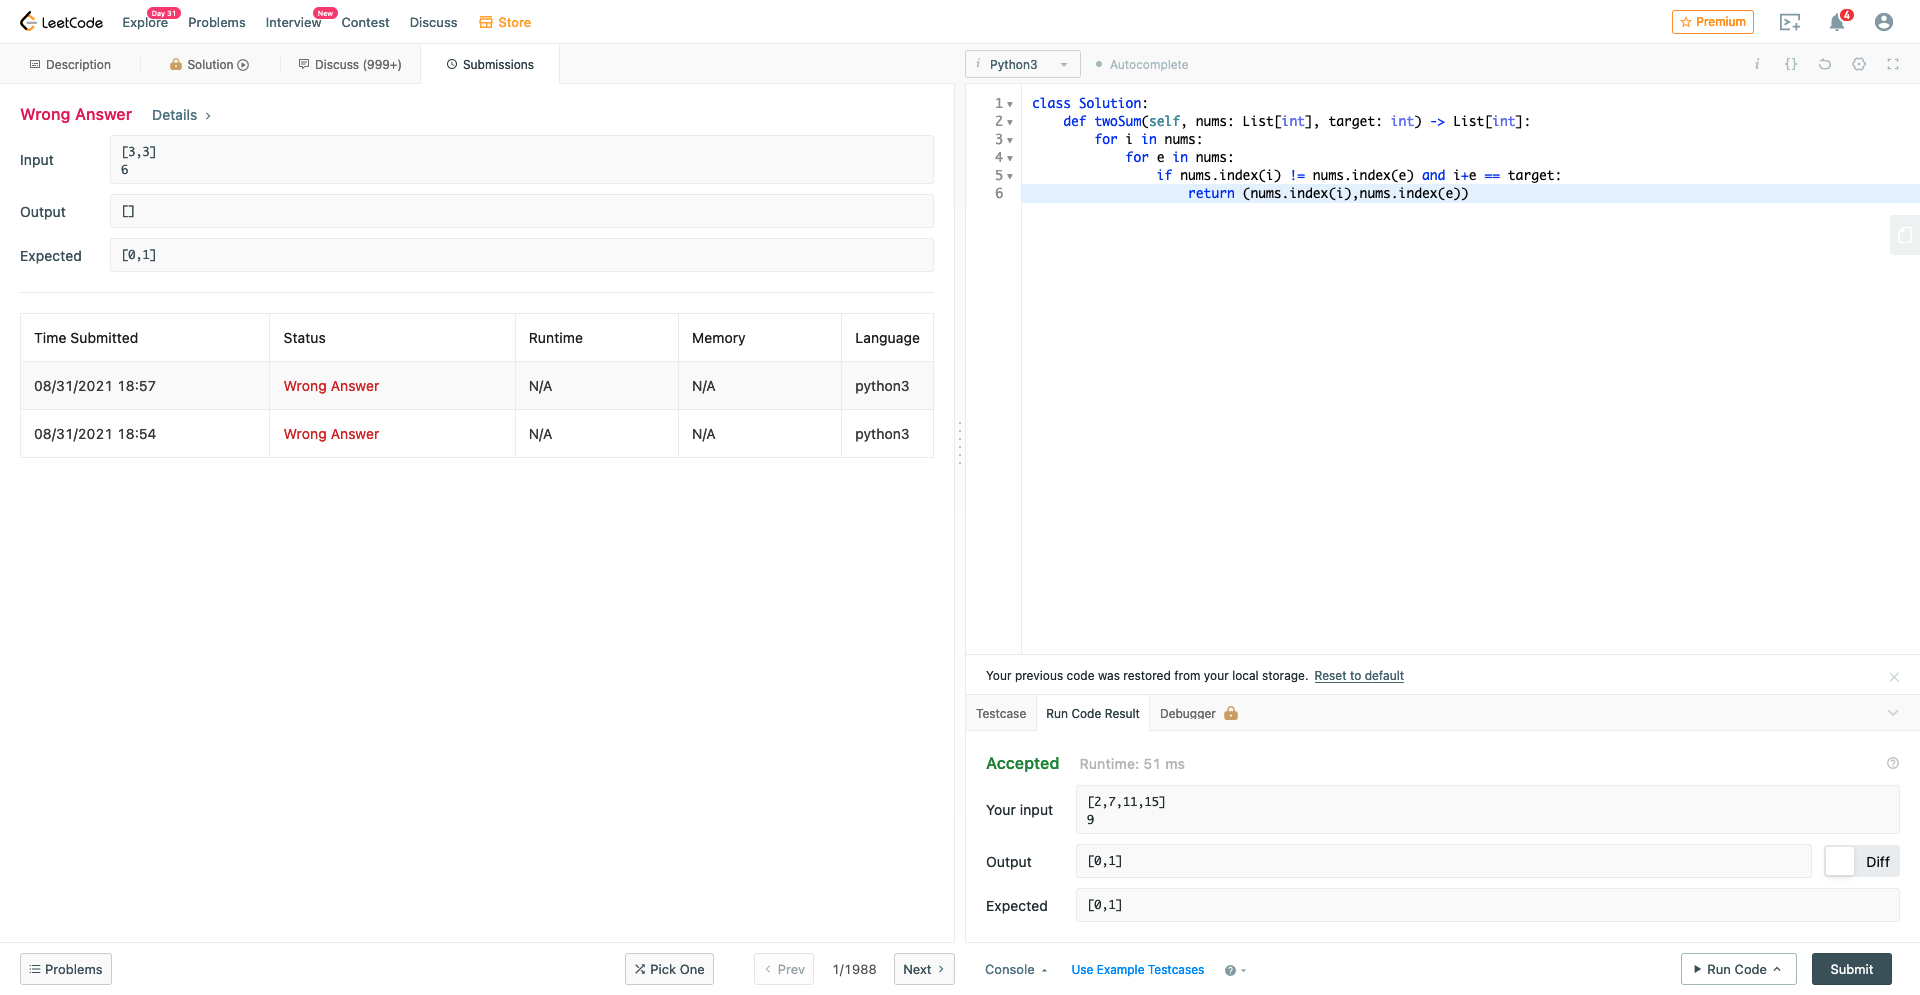 LeetCode
Explore
Day 31
Problems
Interview
New
Contest
Discuss
Store
Premium
4
Description
Solution
Discuss (999+)
Submissions
i Python3
Autocomplete
i
{}
Wrong Answer
Details >
Input
[3,3]
6
Output
[]
Expected
[0,1]
Time Submitted Status Runtime Memory Language
08/31/2021 18:57 Wrong Answer N/A N/A python3
08/31/2021 18:54 Wrong Answer N/A N/A python3
1 class Solution:
2 def twoSum(self, nums: List[int], target: int) -> List[int]:
3 for i in nums:
4 for e in nums:
5 if nums.index(i) != nums.index(e) and i+e == target:
6 return (nums.index(i),nums.index(e))
Your previous code was restored from your local storage. Reset to default
Testcase
Run Code Result
Debugger
Accepted
Runtime: 51 ms
Your input
[2,7,11,15]
9
Output
[0,1]
Diff
Expected
[0,1]
Problems
Pick One
< Prev
1/1988
Next >
Console
Use Example Testcases
Run Code
Submit